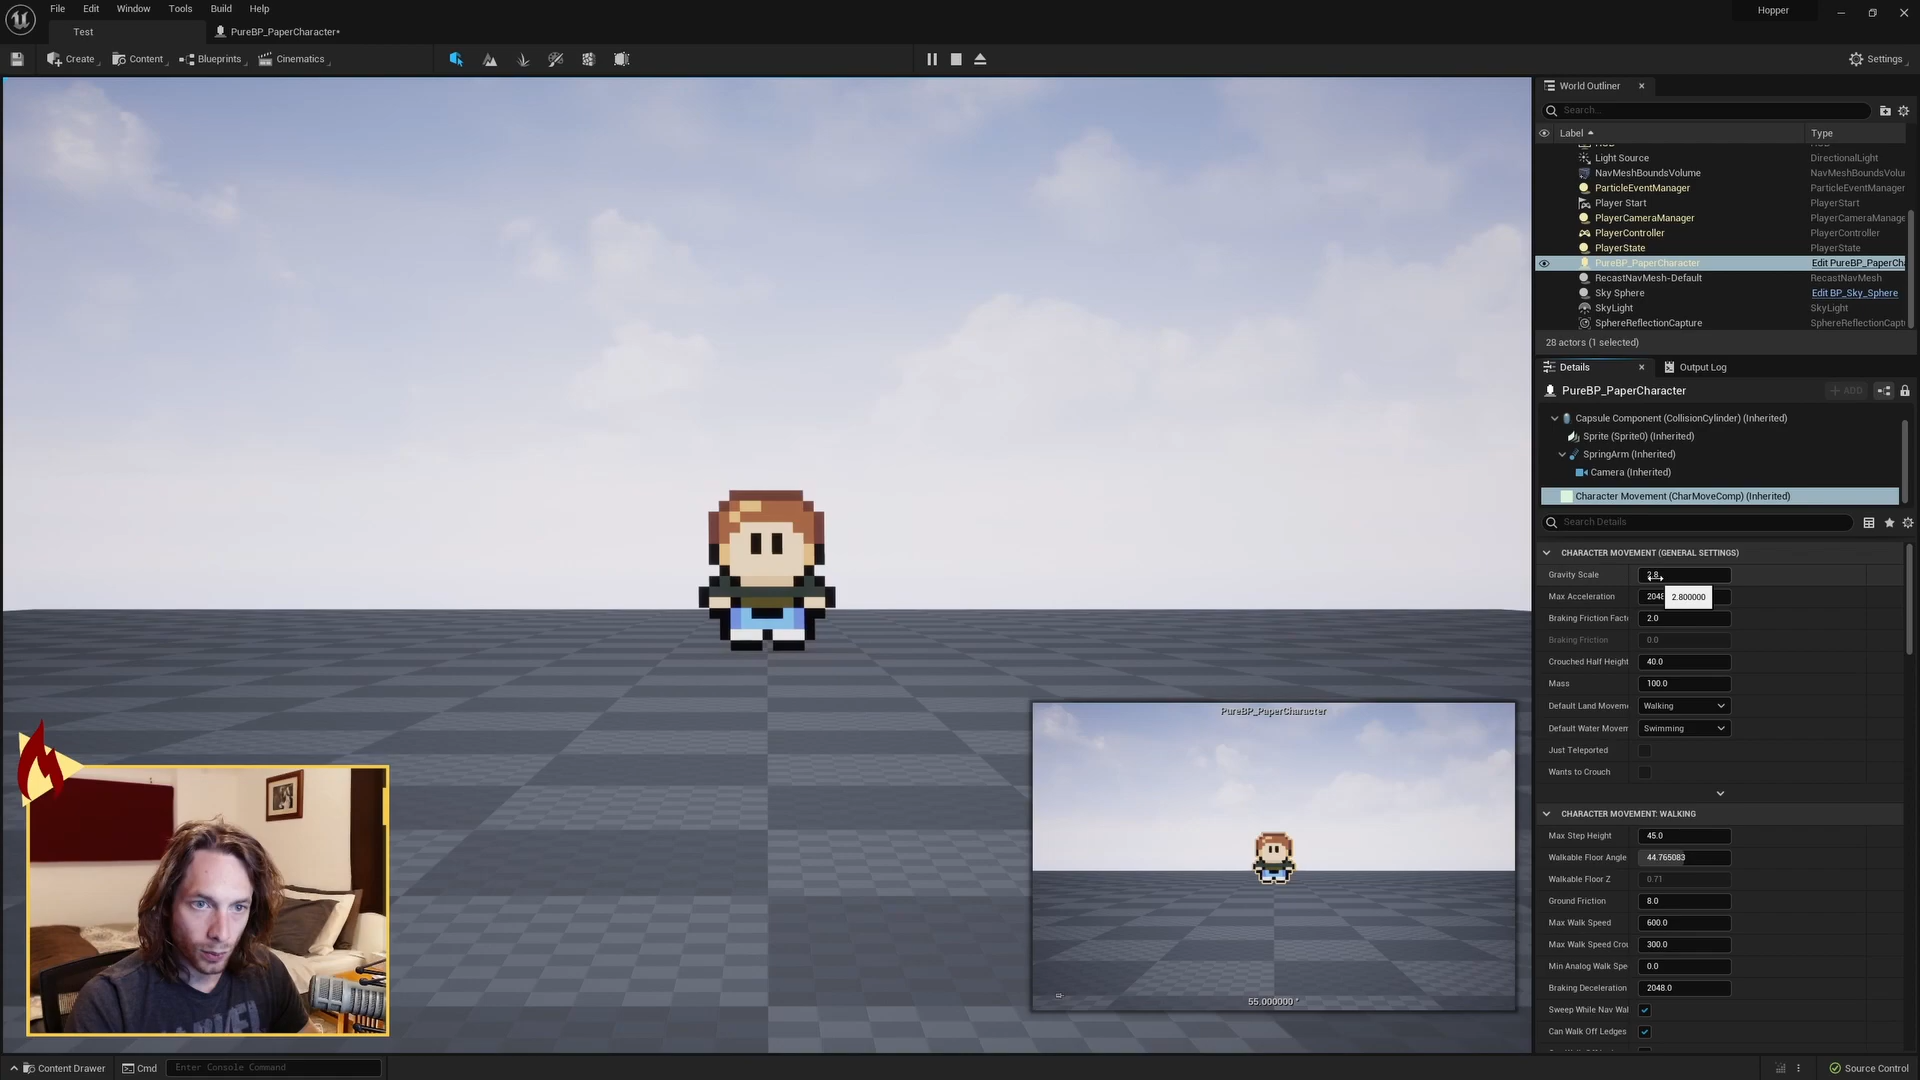 File Edit Window Tools Build Help
Hopper
Test
PureBP_PaperCharacter*
Create Content Blueprints Cinematics
Settings
World Outliner
Search...
Label Type
Light Source DirectionalLight
NavMeshBoundsVolume NavMeshBoundsVolu
ParticleEventManager ParticleEventManager
Player Start PlayerStart
PlayerCameraManager PlayerCameraManage
PlayerController PlayerController
PlayerState PlayerState
PureBP_PaperCharacter Edit PureBP_PaperCh
RecastNavMesh-Default RecastNavMesh
Sky Sphere Edit BP_Sky_Sphere
SkyLight SkyLight
SphereReflectionCapture SphereReflectionCapt
28 actors (1 selected)
Details
Output Log
PureBP_PaperCharacter
+ ADD
Capsule Component (CollisionCylinder) (Inherited)
Sprite (Sprite0) (Inherited)
SpringArm (Inherited)
Camera (Inherited)
Character Movement (CharMoveComp) (Inherited)
Search Details
CHARACTER MOVEMENT (GENERAL SETTINGS)
Gravity Scale 2.8
Max Acceleration 2048
2.800000
Braking Friction Fact 2.0
Braking Friction 0.0
Crouched Half Height 40.0
Mass 100.0
Default Land Movem Walking
Default Water Movem Swimming
Just Teleported
Wants to Crouch
CHARACTER MOVEMENT: WALKING
Max Step Height 45.0
Walkable Floor Angle 44.765083
Walkable Floor Z 0.71
Ground Friction 8.0
Max Walk Speed 600.0
Max Walk Speed Crou 300.0
Min Analog Walk Spe 0.0
Braking Deceleration 2048.0
Sweep While Nav Wal
Can Walk Off Ledges
PureBP_PaperCharacter
55.000000 °
Content Drawer
Cmd
Enter Console Command
Source Control